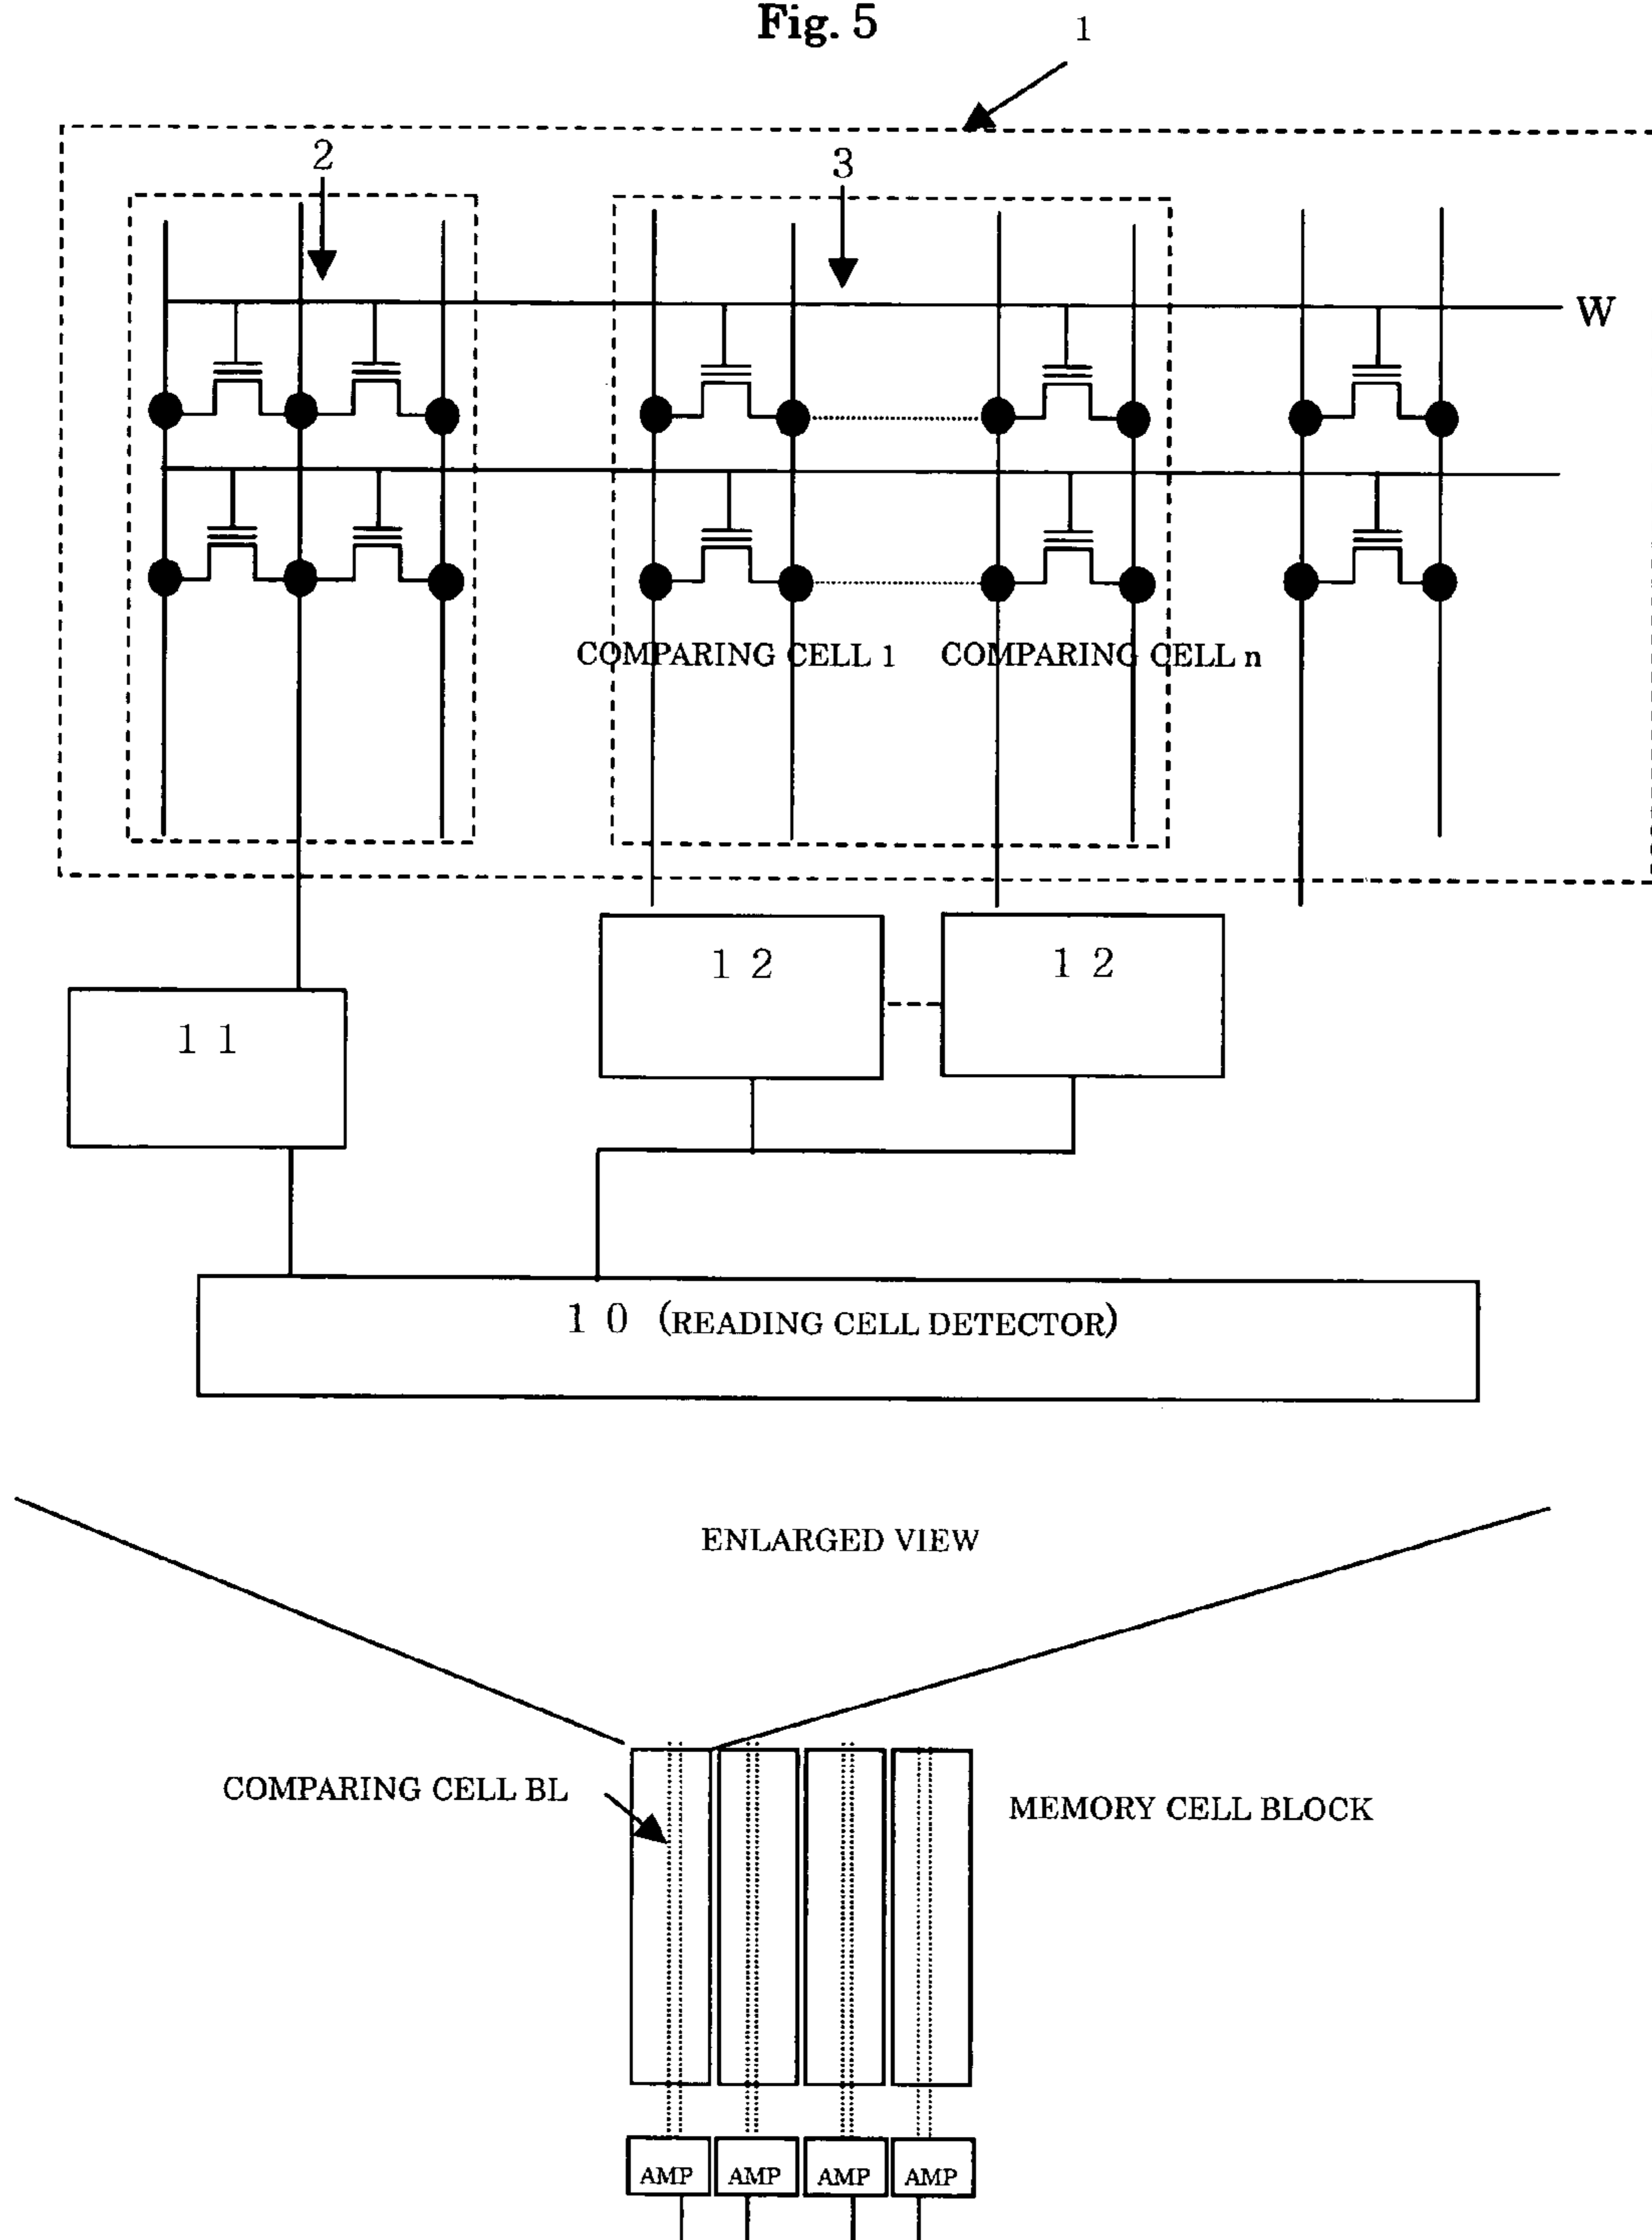 Fig. 5
1
2
3
W
COMPARING CELL 1
COMPARING CELL n
1 2
1 2
1 1
1 0 (READING CELL DETECTOR)
ENLARGED VIEW
COMPARING CELL BL
MEMORY CELL BLOCK
AMP
AMP
AMP
AMP